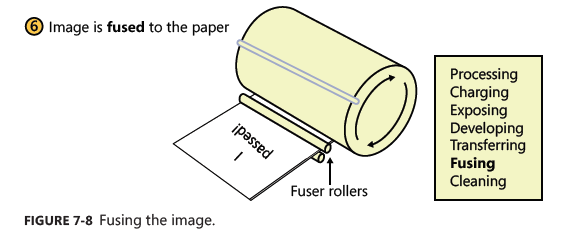 6 Image is fused to the paper
Processing
Charging
Exposing
Developing
Transferring
Fusing
Cleaning
I
passed!
Fuser rollers
FIGURE 7-8 Fusing the image.